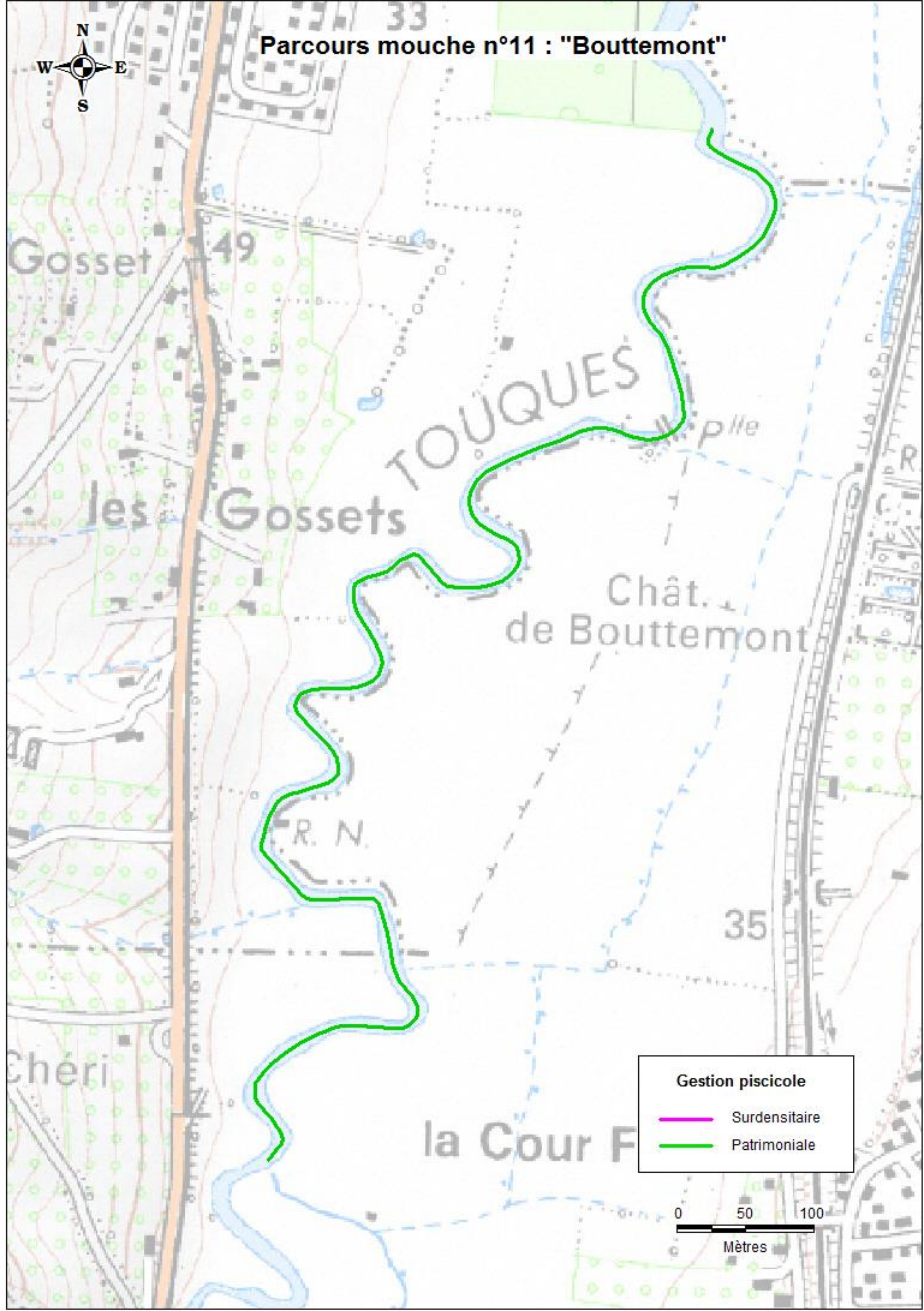 33
Parcours mouche n°11 : "Bouttemont"
N
W E
S
Gosset
49
TOUQUES
Plle
les Gossets
R
Chât.
de Bouttemont
R. N.
35
Chéri
Gestion piscicole
Surdensitaire
Patrimoniale
la Cour F
0 50 100
Mètres